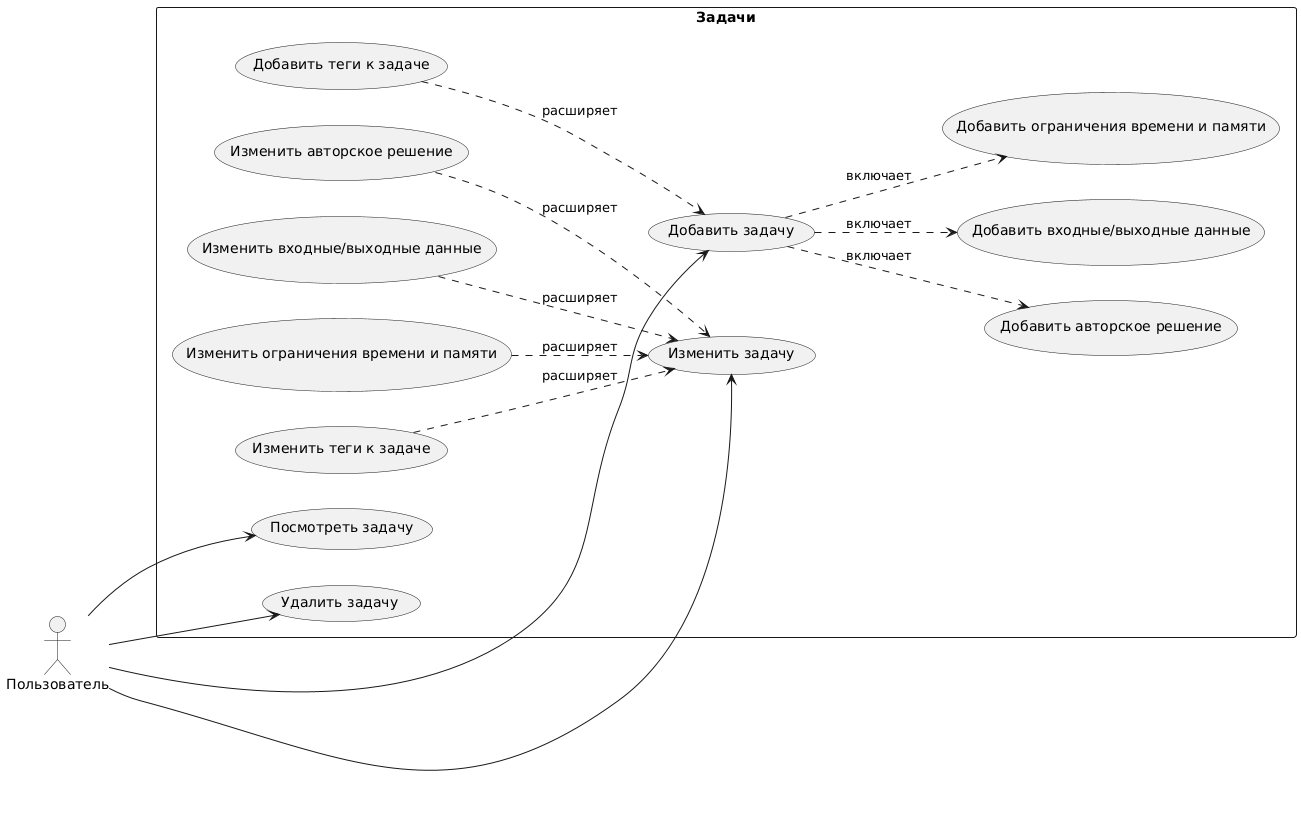 Задачи
Добавить теги к задаче
расширяет
Добавить ограничения времени и памяти
Изменить авторское решение
включает
расширяет
Добавить задачу
включает
Добавить входные/выходные данные
Изменить входные/выходные данные
включает
расширяет
Добавить авторское решение
Изменить ограничения времени и памяти
расширяет
Изменить задачу
расширяет
Изменить теги к задаче
Посмотреть задачу
Удалить задачу
Пользователь